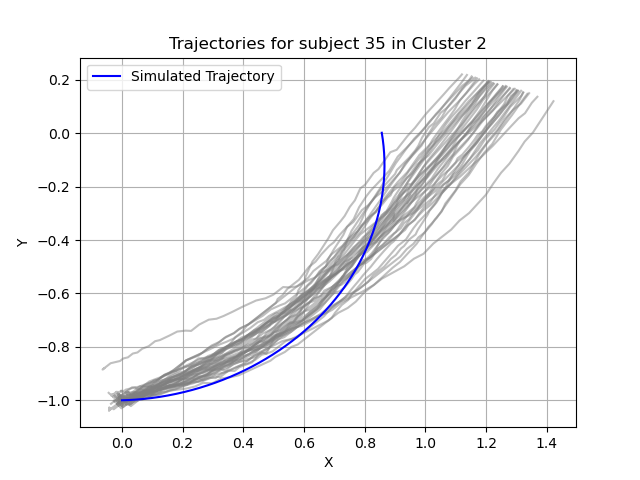 Trajectories for subject 35 in Cluster 2
Simulated Trajectory
Y
0.2
0.0
−0.2
−0.4
−0.6
−0.8
−1.0
0.0 0.2 0.4 0.6 0.8 1.0 1.2 1.4
X